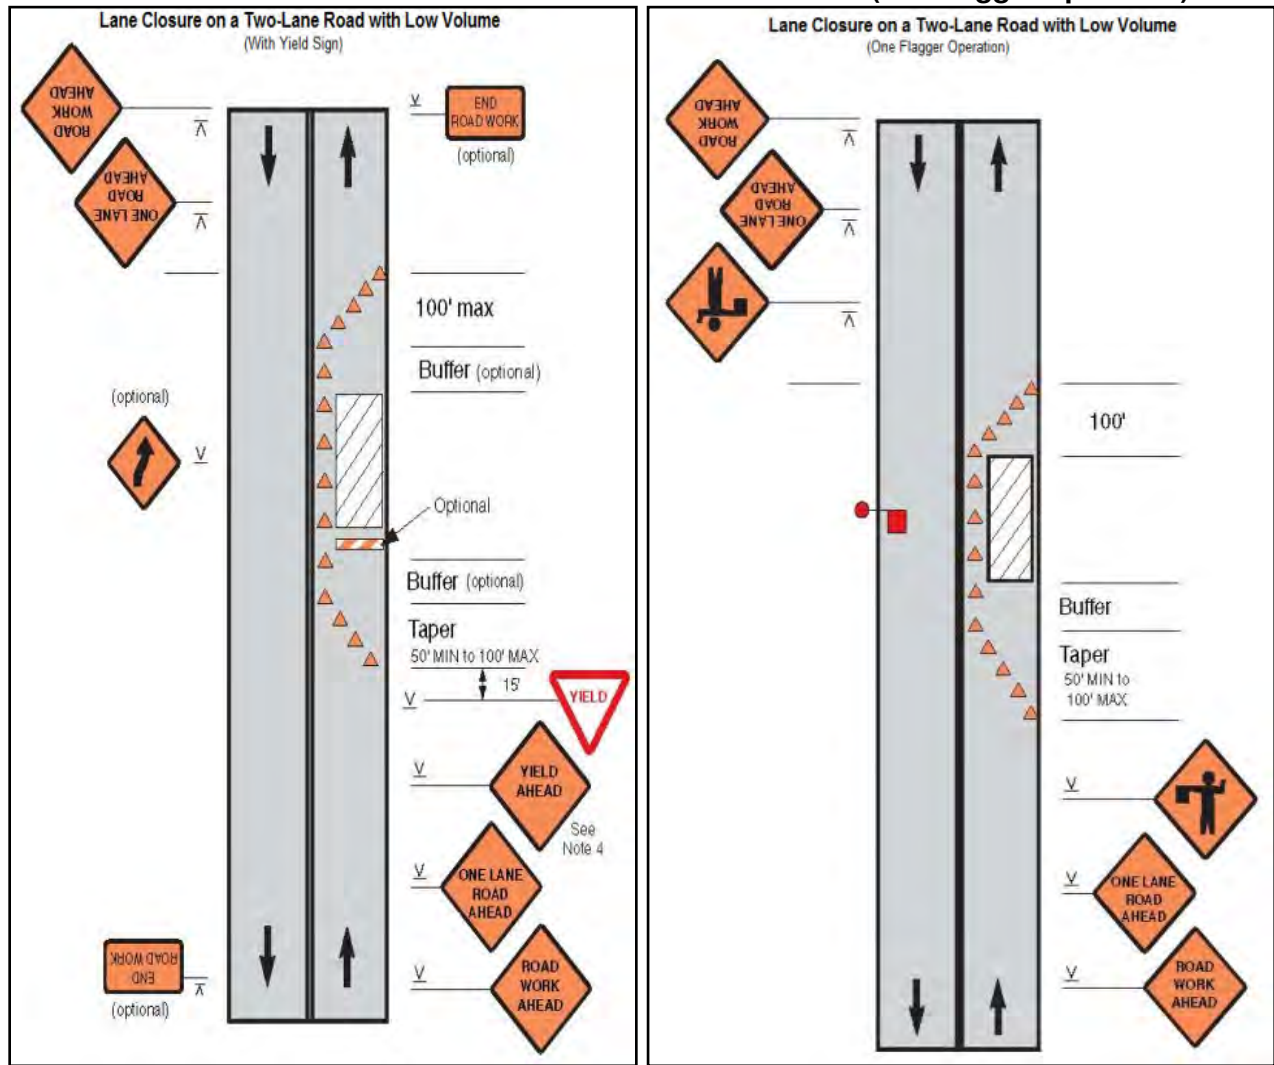 Lane Closure on a Two-Lane Road with Low Volume
(With Yield Sign)
ROAD
WORK
AHEAD
ONE LANE
ROAD
AHEAD
END
ROAD WORK
(optional)
100' max
Buffer (optional)
(optional)
Optional
Buffer (optional)
Taper
50' MIN to 100' MAX
15'
YIELD
YIELD
AHEAD
See
Note 4
ONE LANE
ROAD
AHEAD
ROAD
WORK
AHEAD
END
ROAD WORK
(optional)
Lane Closure on a Two-Lane Road with Low Volume
(One Flagger Operation)
ROAD
WORK
AHEAD
ONE LANE
ROAD
AHEAD
100'
Buffer
Taper
50' MIN to
100' MAX
ONE LANE
ROAD
AHEAD
ROAD
WORK
AHEAD